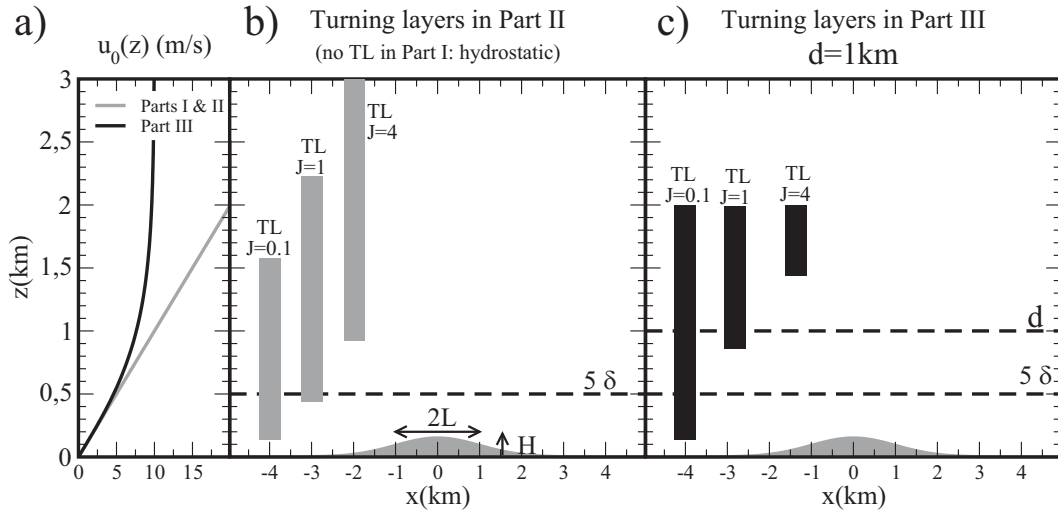 a)
u₀(z) (m/s)
b)
Turning layers in Part II
(no TL in Part I: hydrostatic)
c)
Turning layers in Part III
d=1km
Parts I & II
Part III
z(km)
3
2,5
2
1,5
1
0,5
0
0 5 10 15
TL
J=0.1
TL
J=1
TL
J=4
5 δ
2L
H
-4 -3 -2 -1 0 1 2 3 4
x(km)
TL
J=0.1
TL
J=1
TL
J=4
d
5 δ
-4 -3 -2 -1 0 1 2 3 4
x(km)